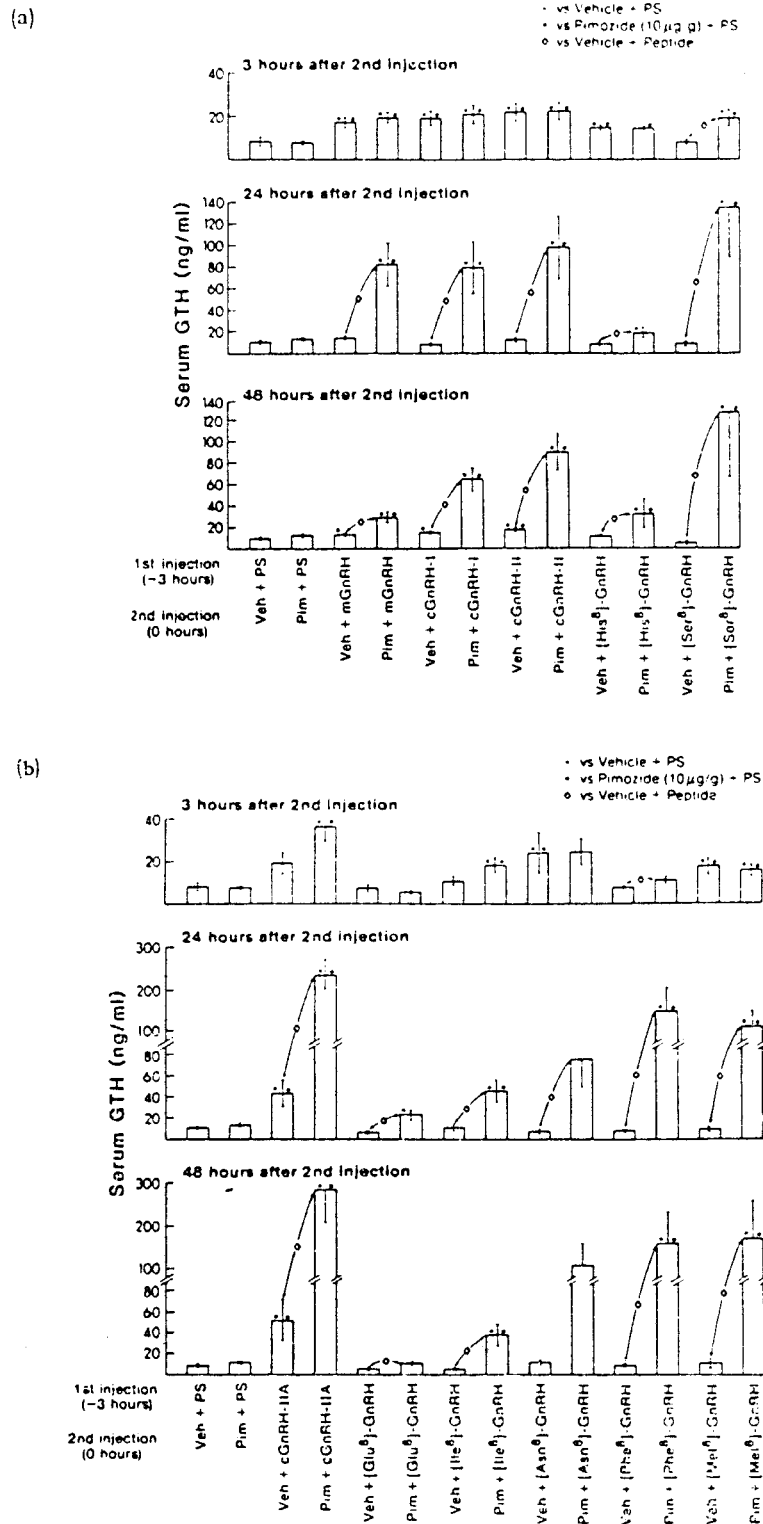 (a)
· vs Vehicle + PS
• vs Pimozide (10 µg g) + PS
o vs Vehicle + Peptide
3 hours after 2nd injection
40
20
24 hours after 2nd injection
140
120
100
80
60
40
20
48 hours after 2nd injection
140
120
100
80
60
40
20
Serum GTH (ng/ml)
1st injection
(-3 hours)
2nd injection
(0 hours)
Veh + PS
Pim + PS
Veh + mGnRH
Pim + mGnRH
Veh + cGnRH-I
Pim + cGnRH-I
Veh + cGnRH-II
Pim + cGnRH-II
Veh + [His8]-GnRH
Pim + [His8]-GnRH
Veh + [Ser8]-GnRH
Pim + [Ser8]-GnRH
(b)
· vs Vehicle + PS
• vs Pimozide (10 µg/g) + PS
o vs Vehicle + Peptide
3 hours after 2nd injection
40
20
24 hours after 2nd injection
300
200
100
80
60
40
20
48 hours after 2nd injection
300
200
100
80
60
40
20
Serum GTH (ng/ml)
1st injection
(-3 hours)
2nd injection
(0 hours)
Veh + PS
Pim + PS
Veh + cGnRH-IIA
Pim + cGnRH-IIA
Veh + [Glu8]-GnRH
Pim + [Glu8]-GnRH
Veh + [Ile8]-GnRH
Pim + [Ile8]-GnRH
Veh + [Asn8]-GnRH
Pim + [Asn8]-GnRH
Veh + [Phe8]-GnRH
Pim + [Phe8]-GnRH
Veh + [Met8]-GnRH
Pim + [Met8]-GnRH